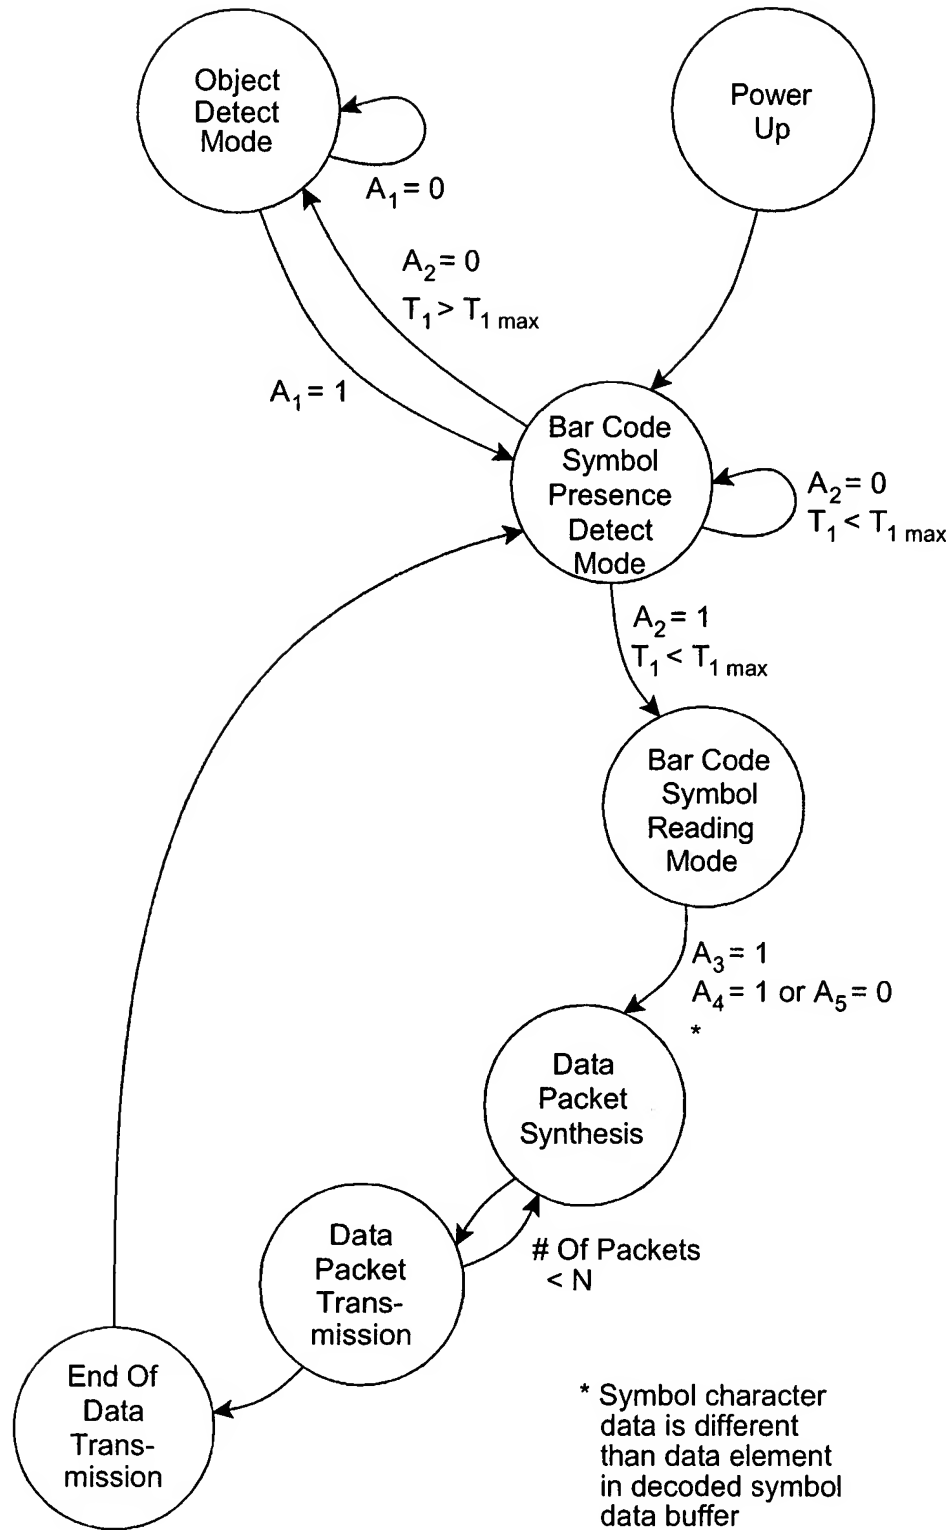 Object
Detect
Mode
Power
Up
A1 = 0
A2 = 0
T1 > T1 max
A1 = 1
Bar Code
Symbol
Presence
Detect
Mode
A2 = 0
T1 < T1 max
A2 = 1
T1 < T1 max
Bar Code
Symbol
Reading
Mode
A3 = 1
A4 = 1 or A5 = 0
*
Data
Packet
Synthesis
# Of Packets
< N
Data
Packet
Trans-
mission
End Of
Data
Trans-
mission
* Symbol character
data is different
than data element
in decoded symbol
data buffer